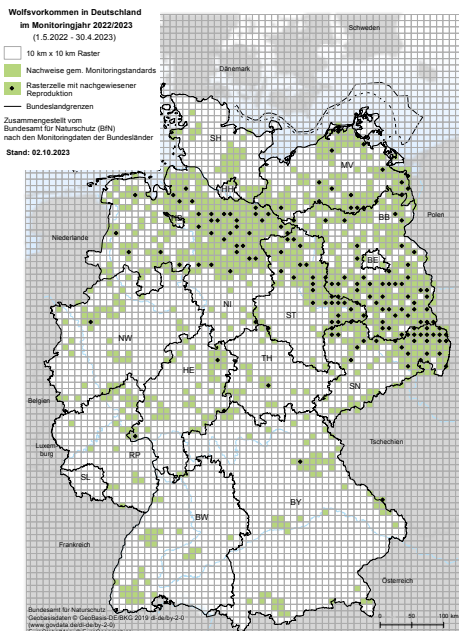 Wolfsvorkommen in Deutschland
im Monitoringjahr 2022/2023
(1.5.2022 - 30.4.2023)
10 km x 10 km Raster
Nachweise gem. Monitoringstandards
Rasterzelle mit nachgewiesener
Reproduktion
Bundeslandgrenzen
Zusammengestellt vom
Bundesamt für Naturschutz (BfN)
nach den Monitoringdaten der Bundesländer
Stand: 02.10.2023
Schweden
Dänemark
SH
MV
HH
HB
BB
Polen
Niederlande
BE
NI
ST
NW
TH
HE
SN
Belgien
Luxem
burg
Tschechien
RP
SL
BY
BW
Frankreich
Österreich
Bundesamt für Naturschutz
Geobasisdaten © GeoBasis-DE/BKG 2019 dl-de/by-2-0
(www.govdata.de/dl-de/by-2-0)
0 50 100 km